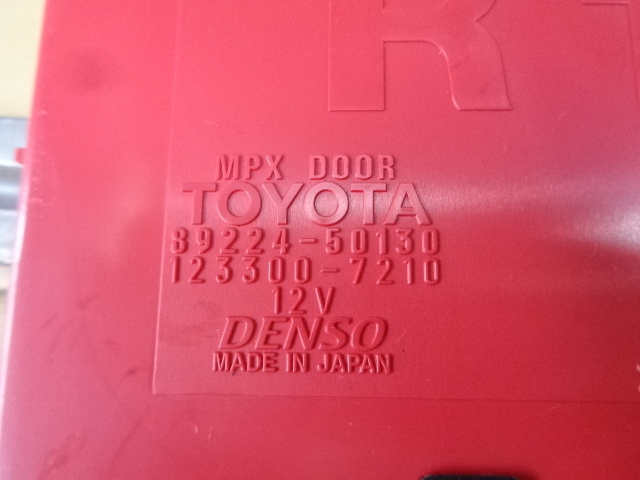 R
MPX DOOR
TOYOTA
89224-50130
123300-7210
12V
DENSO
MADE IN JAPAN